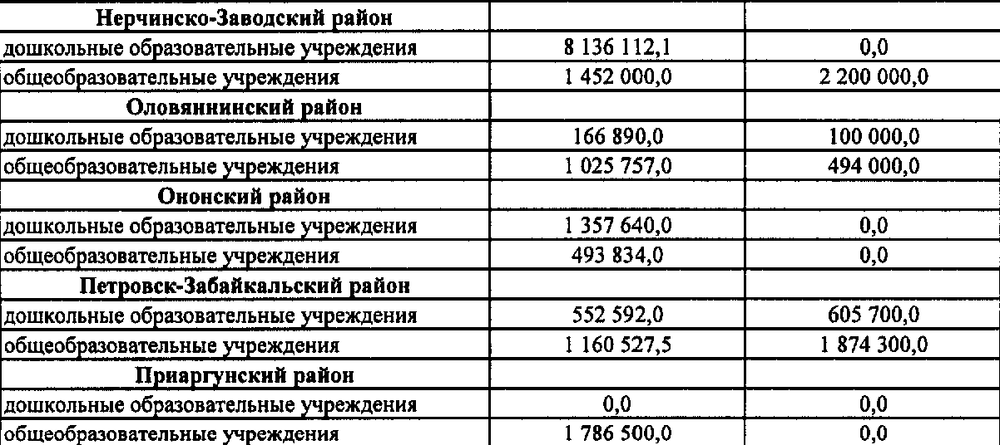 Нерчинско-Заводский район
дошкольные образовательные учреждения 8 136 112,1 0,0
общеобразовательные учреждения 1 452 000,0 2 200 000,0
Оловяннинский район
дошкольные образовательные учреждения 166 890,0 100 000,0
общеобразовательные учреждения 1 025 757,0 494 000,0
Ононский район
дошкольные образовательные учреждения 1 357 640,0 0,0
общеобразовательные учреждения 493 834,0 0,0
Петровск-Забайкальский район
дошкольные образовательные учреждения 552 592,0 605 700,0
общеобразовательные учреждения 1 160 527,5 1 874 300,0
Приаргунский район
дошкольные образовательные учреждения 0,0 0,0
общеобразовательные учреждения 1 786 500,0 0,0